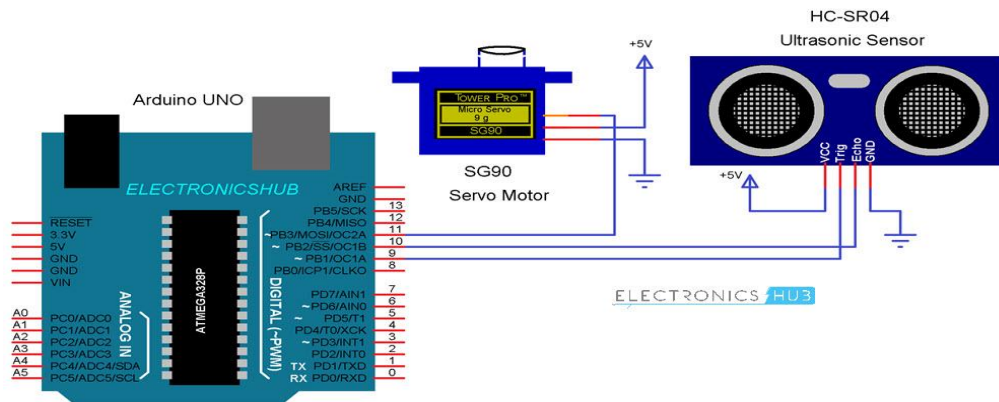 HC-SR04
Ultrasonic Sensor
+5V
Arduino UNO
TOWER PRO™
Micro Servo
9 g
SG90
SG90
Servo Motor
VCC
Trig
Echo
GND
+5V
ELECTRONICSHUB
ATMEGA328P
ANALOG IN
DIGITAL (~PWM)
RESET
3.3V
5V
GND
GND
VIN
A0 PC0/ADC0
A1 PC1/ADC1
A2 PC2/ADC2
A3 PC3/ADC3
A4 PC4/ADC4/SDA
A5 PC5/ADC5/SCL
AREF
GND
PB5/SCK 13
PB4/MISO 12
~PB3/MOSI/OC2A 11
~ PB2/SS/OC1B 10
~ PB1/OC1A 9
PB0/ICP1/CLKO 8
PD7/AIN1 7
~ PD6/AIN0 6
~ PD5/T1 5
PD4/T0/XCK 4
~ PD3/INT1 3
PD2/INT0 2
TX PD1/TXD 1
RX PD0/RXD 0
ELECTRONICS HUB